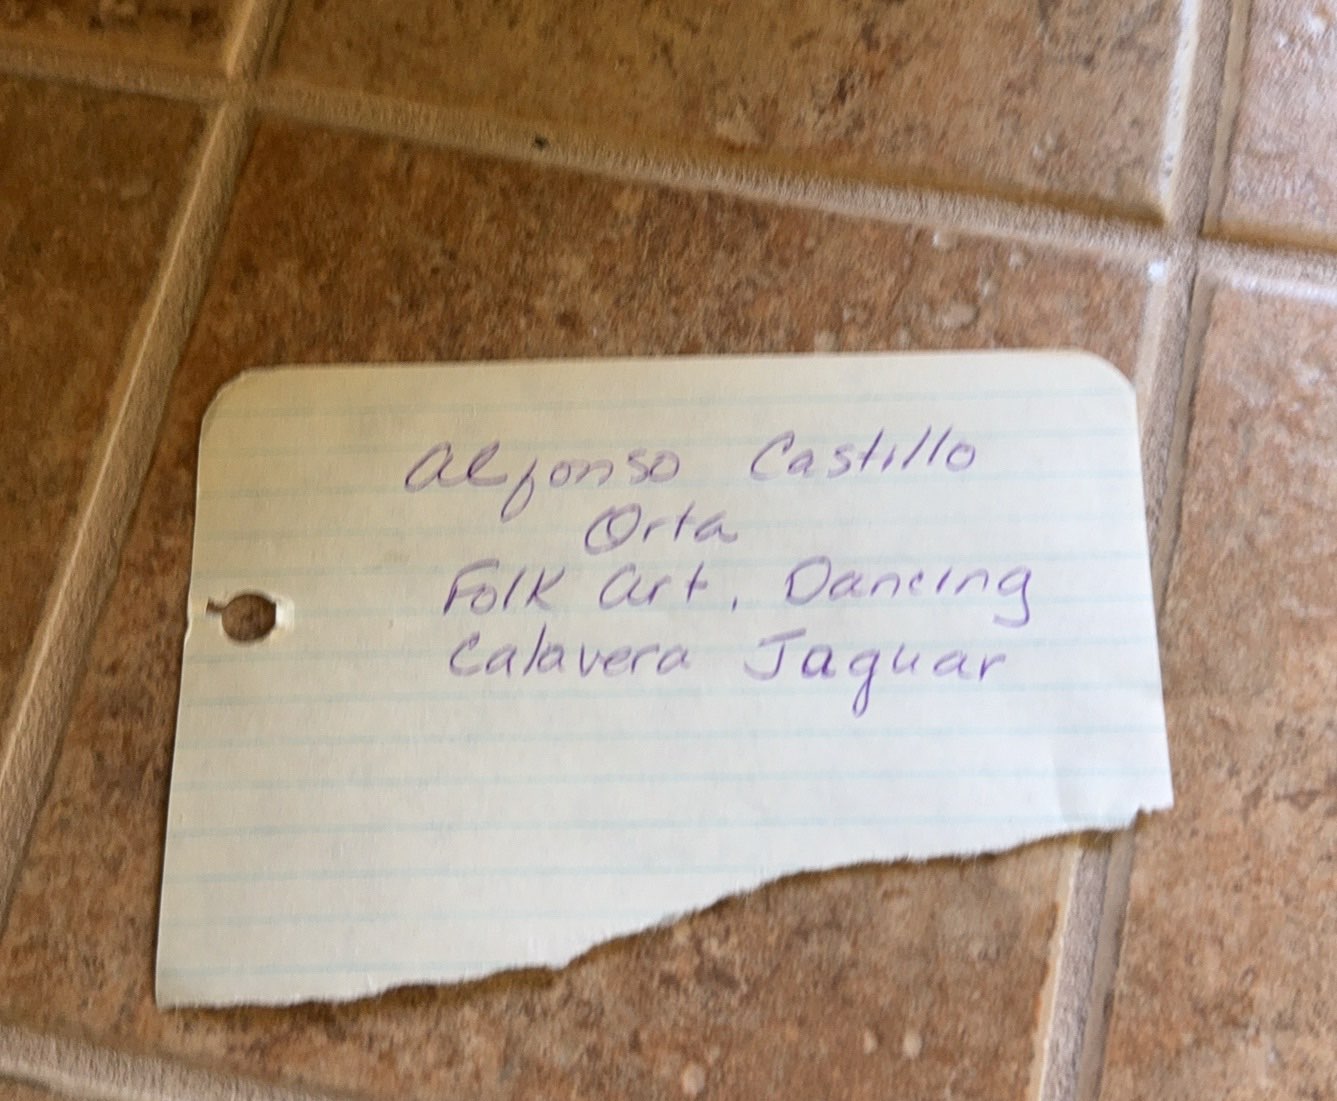 Alfonso Castillo
Orta
Folk Art, Dancing
Calavera Jaguar